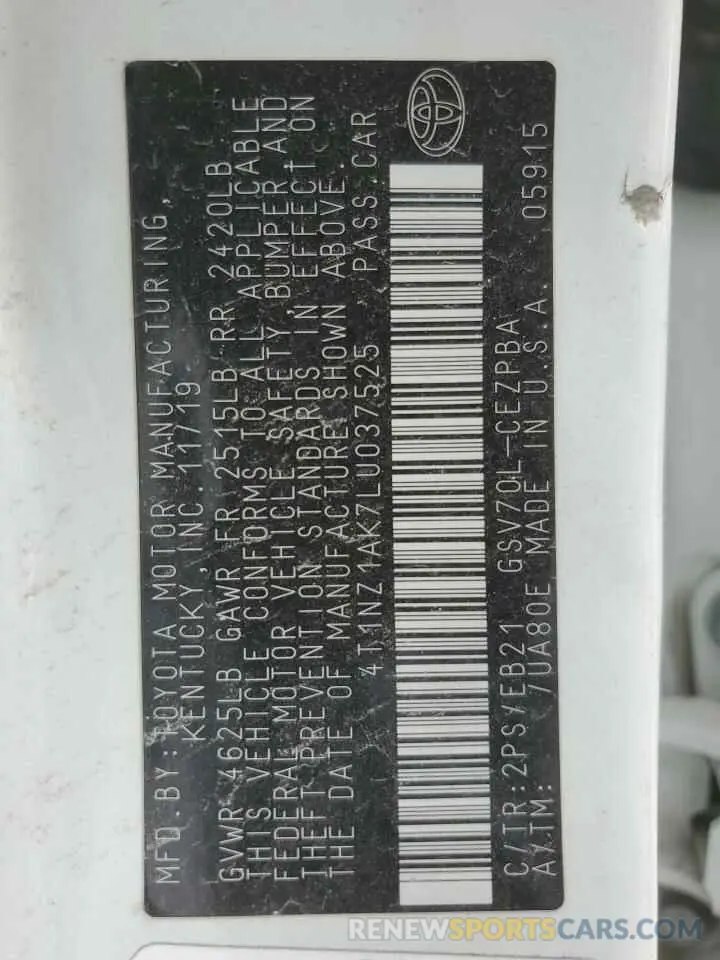 MFD.BY:TOYOTA MOTOR MANUFACTURING,
KENTUCKY, INC. 11/19
GVWR 4625LB GAWR FR 2515LB RR 2420LB
THIS VEHICLE CONFORMS TO ALL APPLICABLE
FEDERAL MOTOR VEHICLE SAFETY, BUMPER AND
THEFT PREVENTION STANDARDS IN EFFECT ON
THE DATE OF MANUFACTURE SHOWN ABOVE.
4T1NZ1AK7LU037525 PASS.CAR
C/TR:2PS/EB21 GSV70L-CEZPBA
A/TM: /UA80E MADE IN U.S.A. 05915
RENEWSPORTSCARS.COM